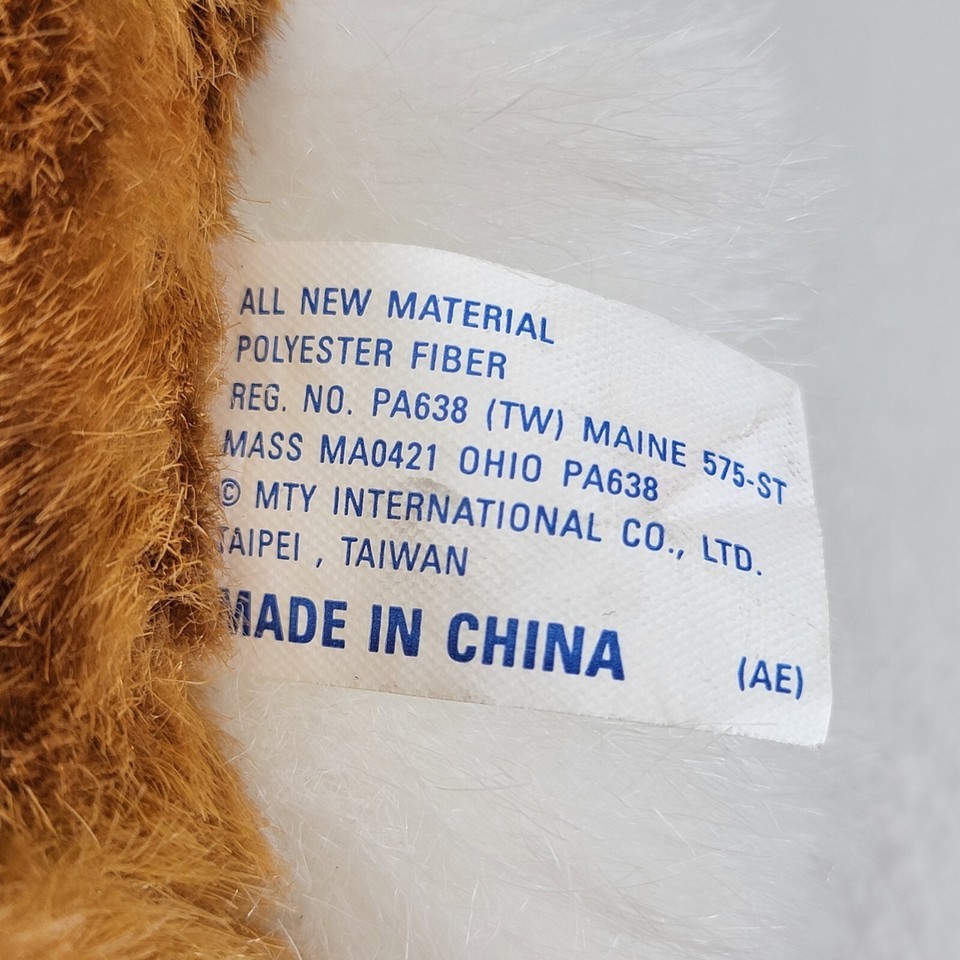 ALL NEW MATERIAL
POLYESTER FIBER
REG. NO. PA638 (TW) MAINE 575-ST
MASS MA0421 OHIO PA638
© MTY INTERNATIONAL CO., LTD.
TAIPEI , TAIWAN
MADE IN CHINA (AE)